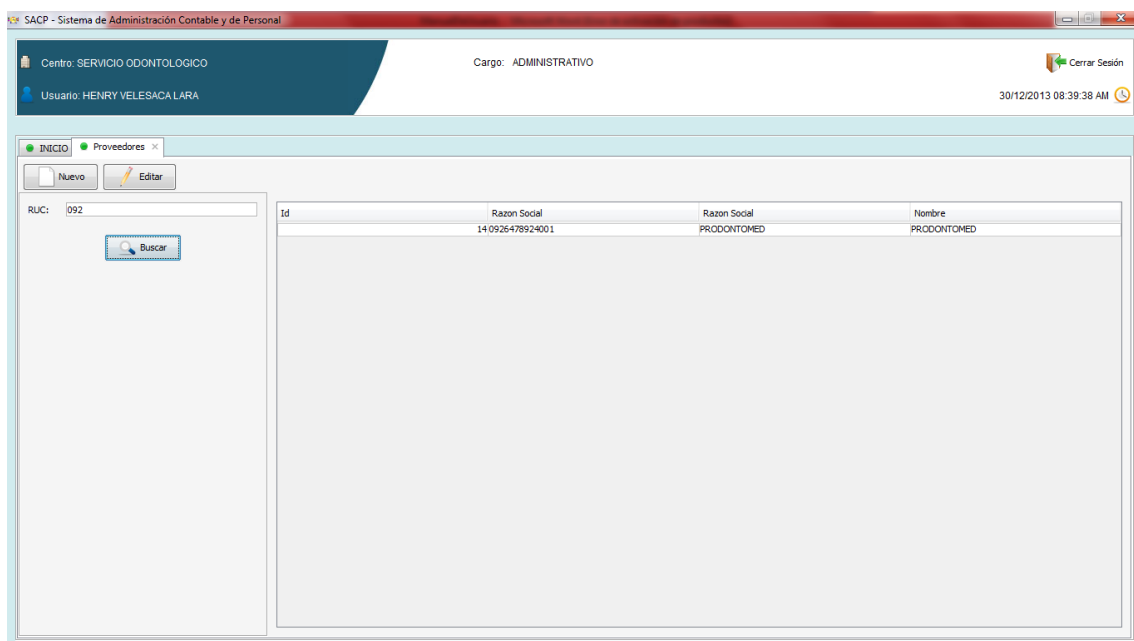 SACP - Sistema de Administración Contable y de Personal
Centro: SERVICIO ODONTOLOGICO
Cargo: ADMINISTRATIVO
Cerrar Sesión
Usuario: HENRY VELESACA LARA
30/12/2013 08:39:38 AM
INICIO Proveedores
Nuevo Editar
RUC: 092
Buscar
Id Razon Social Razon Social Nombre
14 0926478924001 PRODONTOMED PRODONTOMED